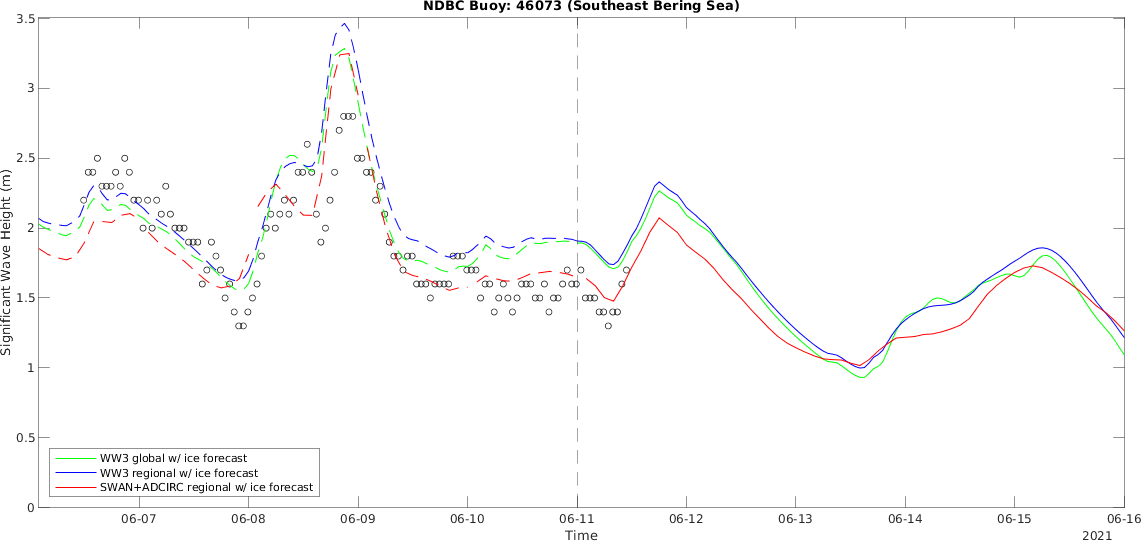 NDBC Buoy: 46073 (Southeast Bering Sea)
3.5
3
2.5
2
1.5
1
0.5
0
Significant Wave Height (m)
WW3 global w/ ice forecast
WW3 regional w/ ice forecast
SWAN+ADCIRC regional w/ ice forecast
06-07 06-08 06-09 06-10 06-11 06-12 06-13 06-14 06-15 06-16
Time
2021